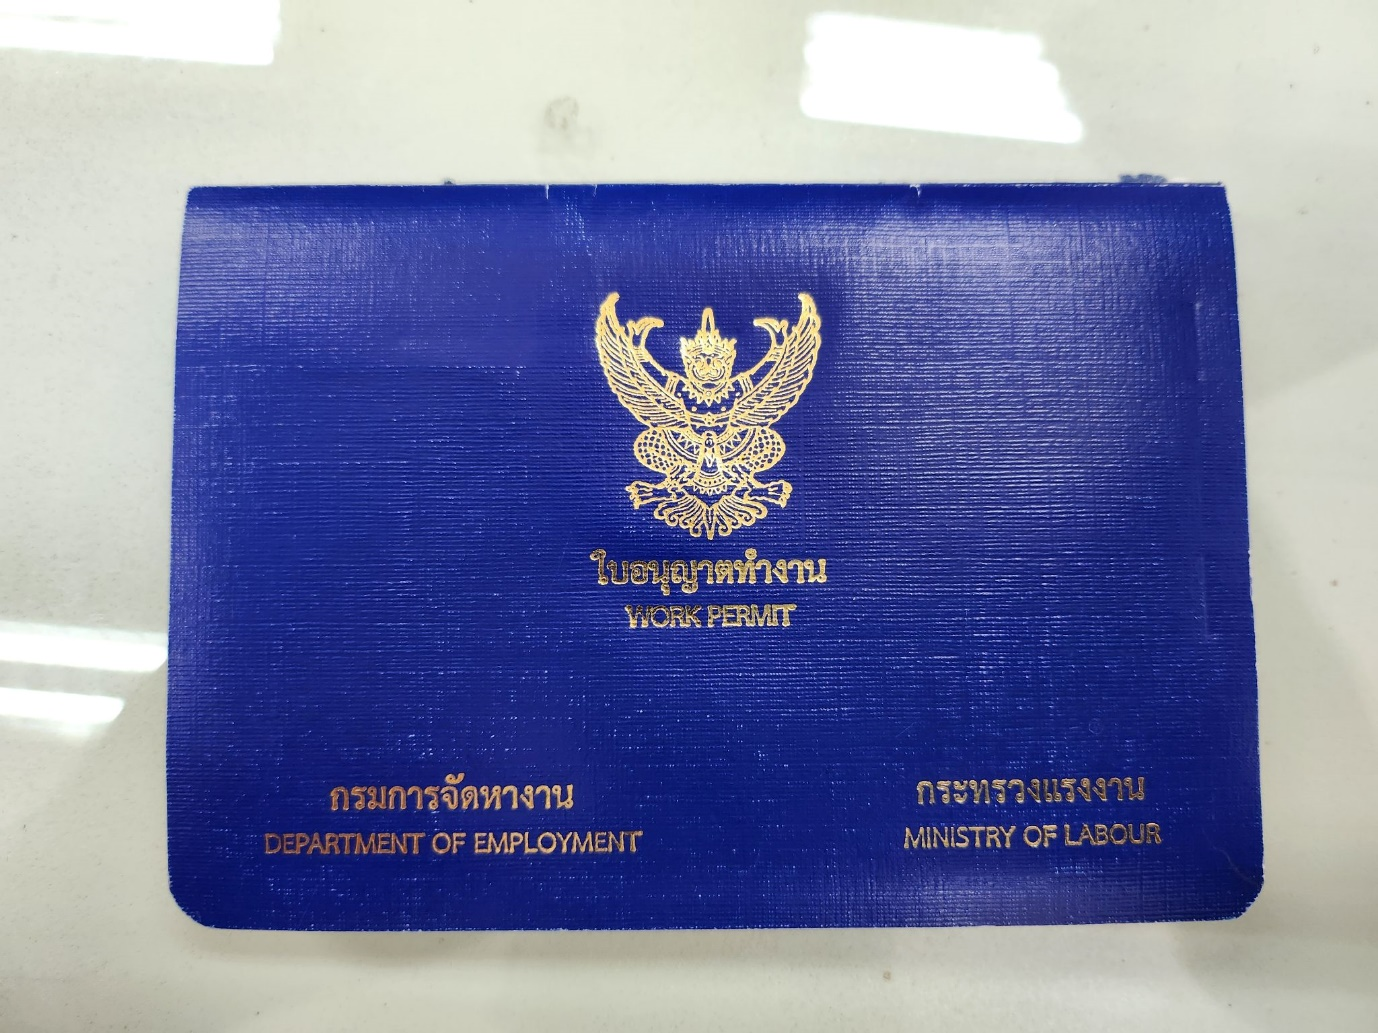 ใบอนุญาตทำงาน
WORK PERMIT
กรมการจัดหางาน
DEPARTMENT OF EMPLOYMENT
กระทรวงแรงงาน
MINISTRY OF LABOUR